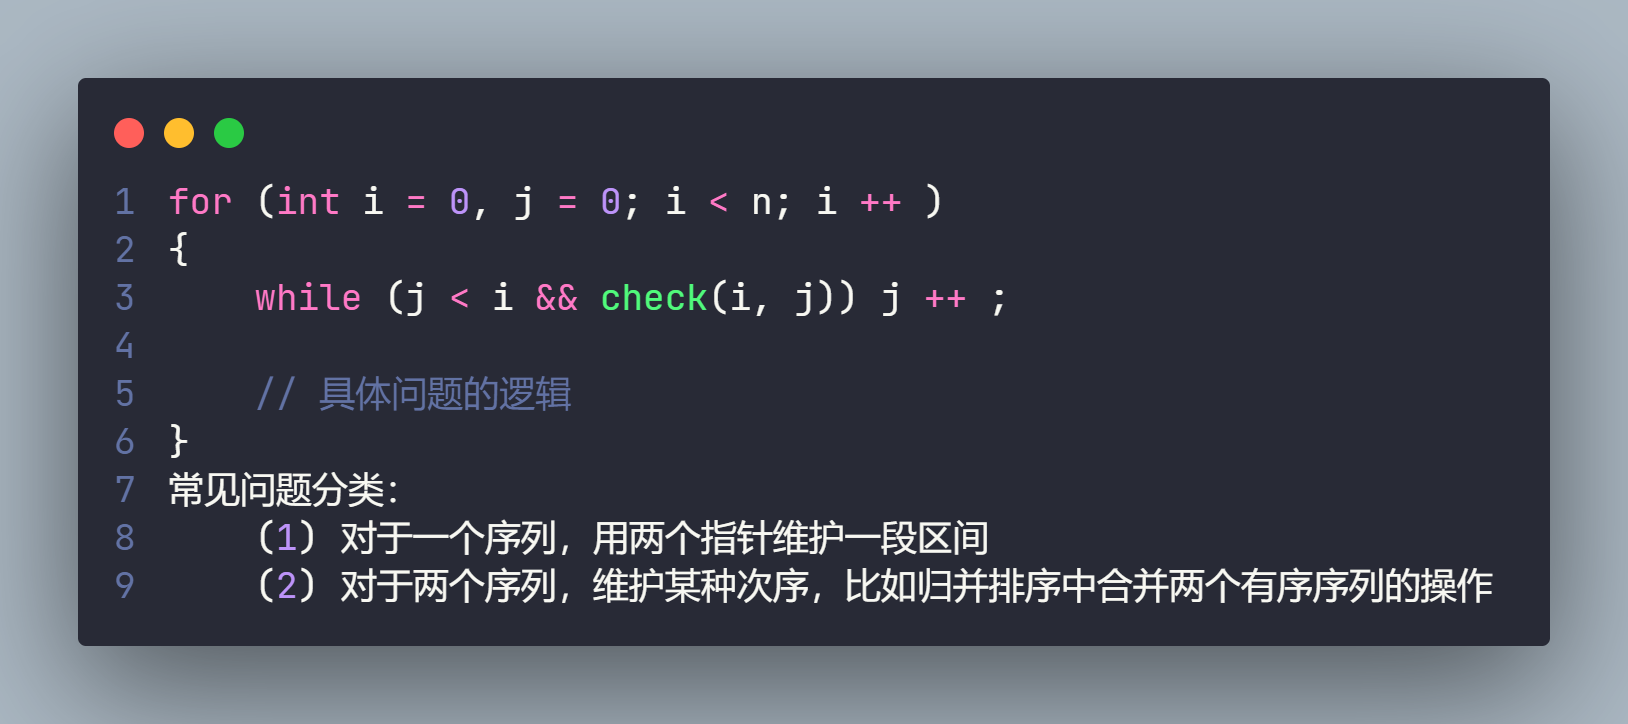 1 for (int i = 0, j = 0; i < n; i ++ )
2 {
3     while (j < i && check(i, j)) j ++ ;
4
5     // 具体问题的逻辑
6 }
7 常见问题分类：
8     (1) 对于一个序列，用两个指针维护一段区间
9     (2) 对于两个序列，维护某种次序，比如归并排序中合并两个有序序列的操作